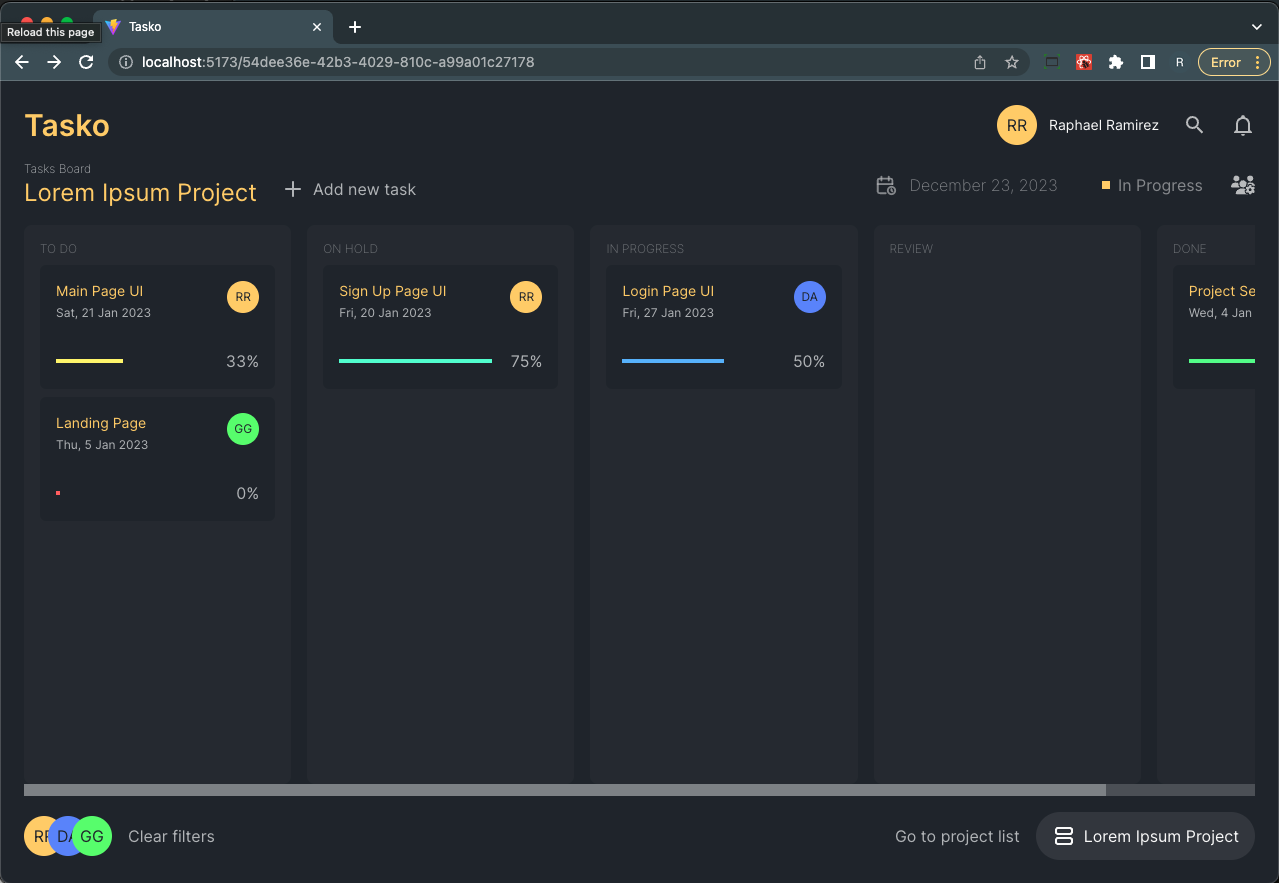 Tasko
Reload this page
localhost:5173/54dee36e-42b3-4029-810c-a99a01c27178
R
Error
Tasko
RR
Raphael Ramirez
Tasks Board
Lorem Ipsum Project
Add new task
December 23, 2023
In Progress
TO DO
Main Page UI
RR
Sat, 21 Jan 2023
33%
Landing Page
GG
Thu, 5 Jan 2023
0%
ON HOLD
Sign Up Page UI
RR
Fri, 20 Jan 2023
75%
IN PROGRESS
Login Page UI
DA
Fri, 27 Jan 2023
50%
REVIEW
DONE
Project Se
Wed, 4 Jan
RR
DA
GG
Clear filters
Go to project list
Lorem Ipsum Project